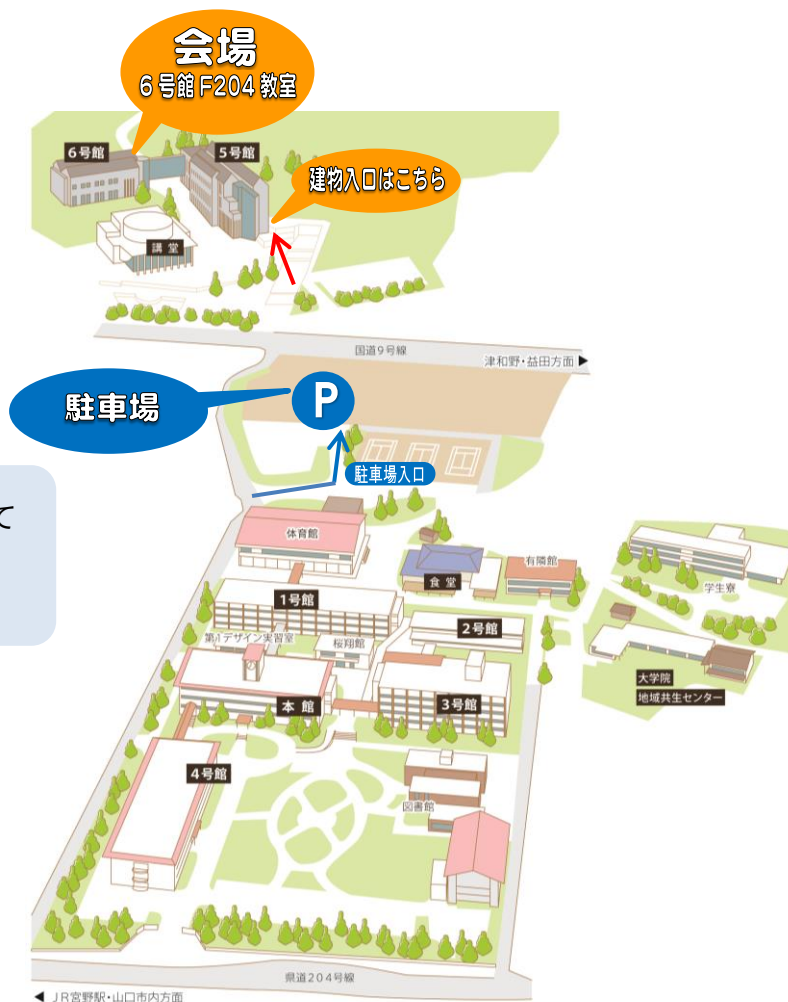 会場
6号館F204教室
6号館
5号館
建物入口はこちら
講堂
国道9号線
津和野・益田方面 ▶
P
駐車場
駐車場入口
て
体育館
食堂
有隣館
学生寮
1号館
2号館
第1デザイン実習室
桜翔館
大学院
地域共生センター
本館
3号館
4号館
図書館
県道204号線
◀ JR宮野駅・山口市内方面